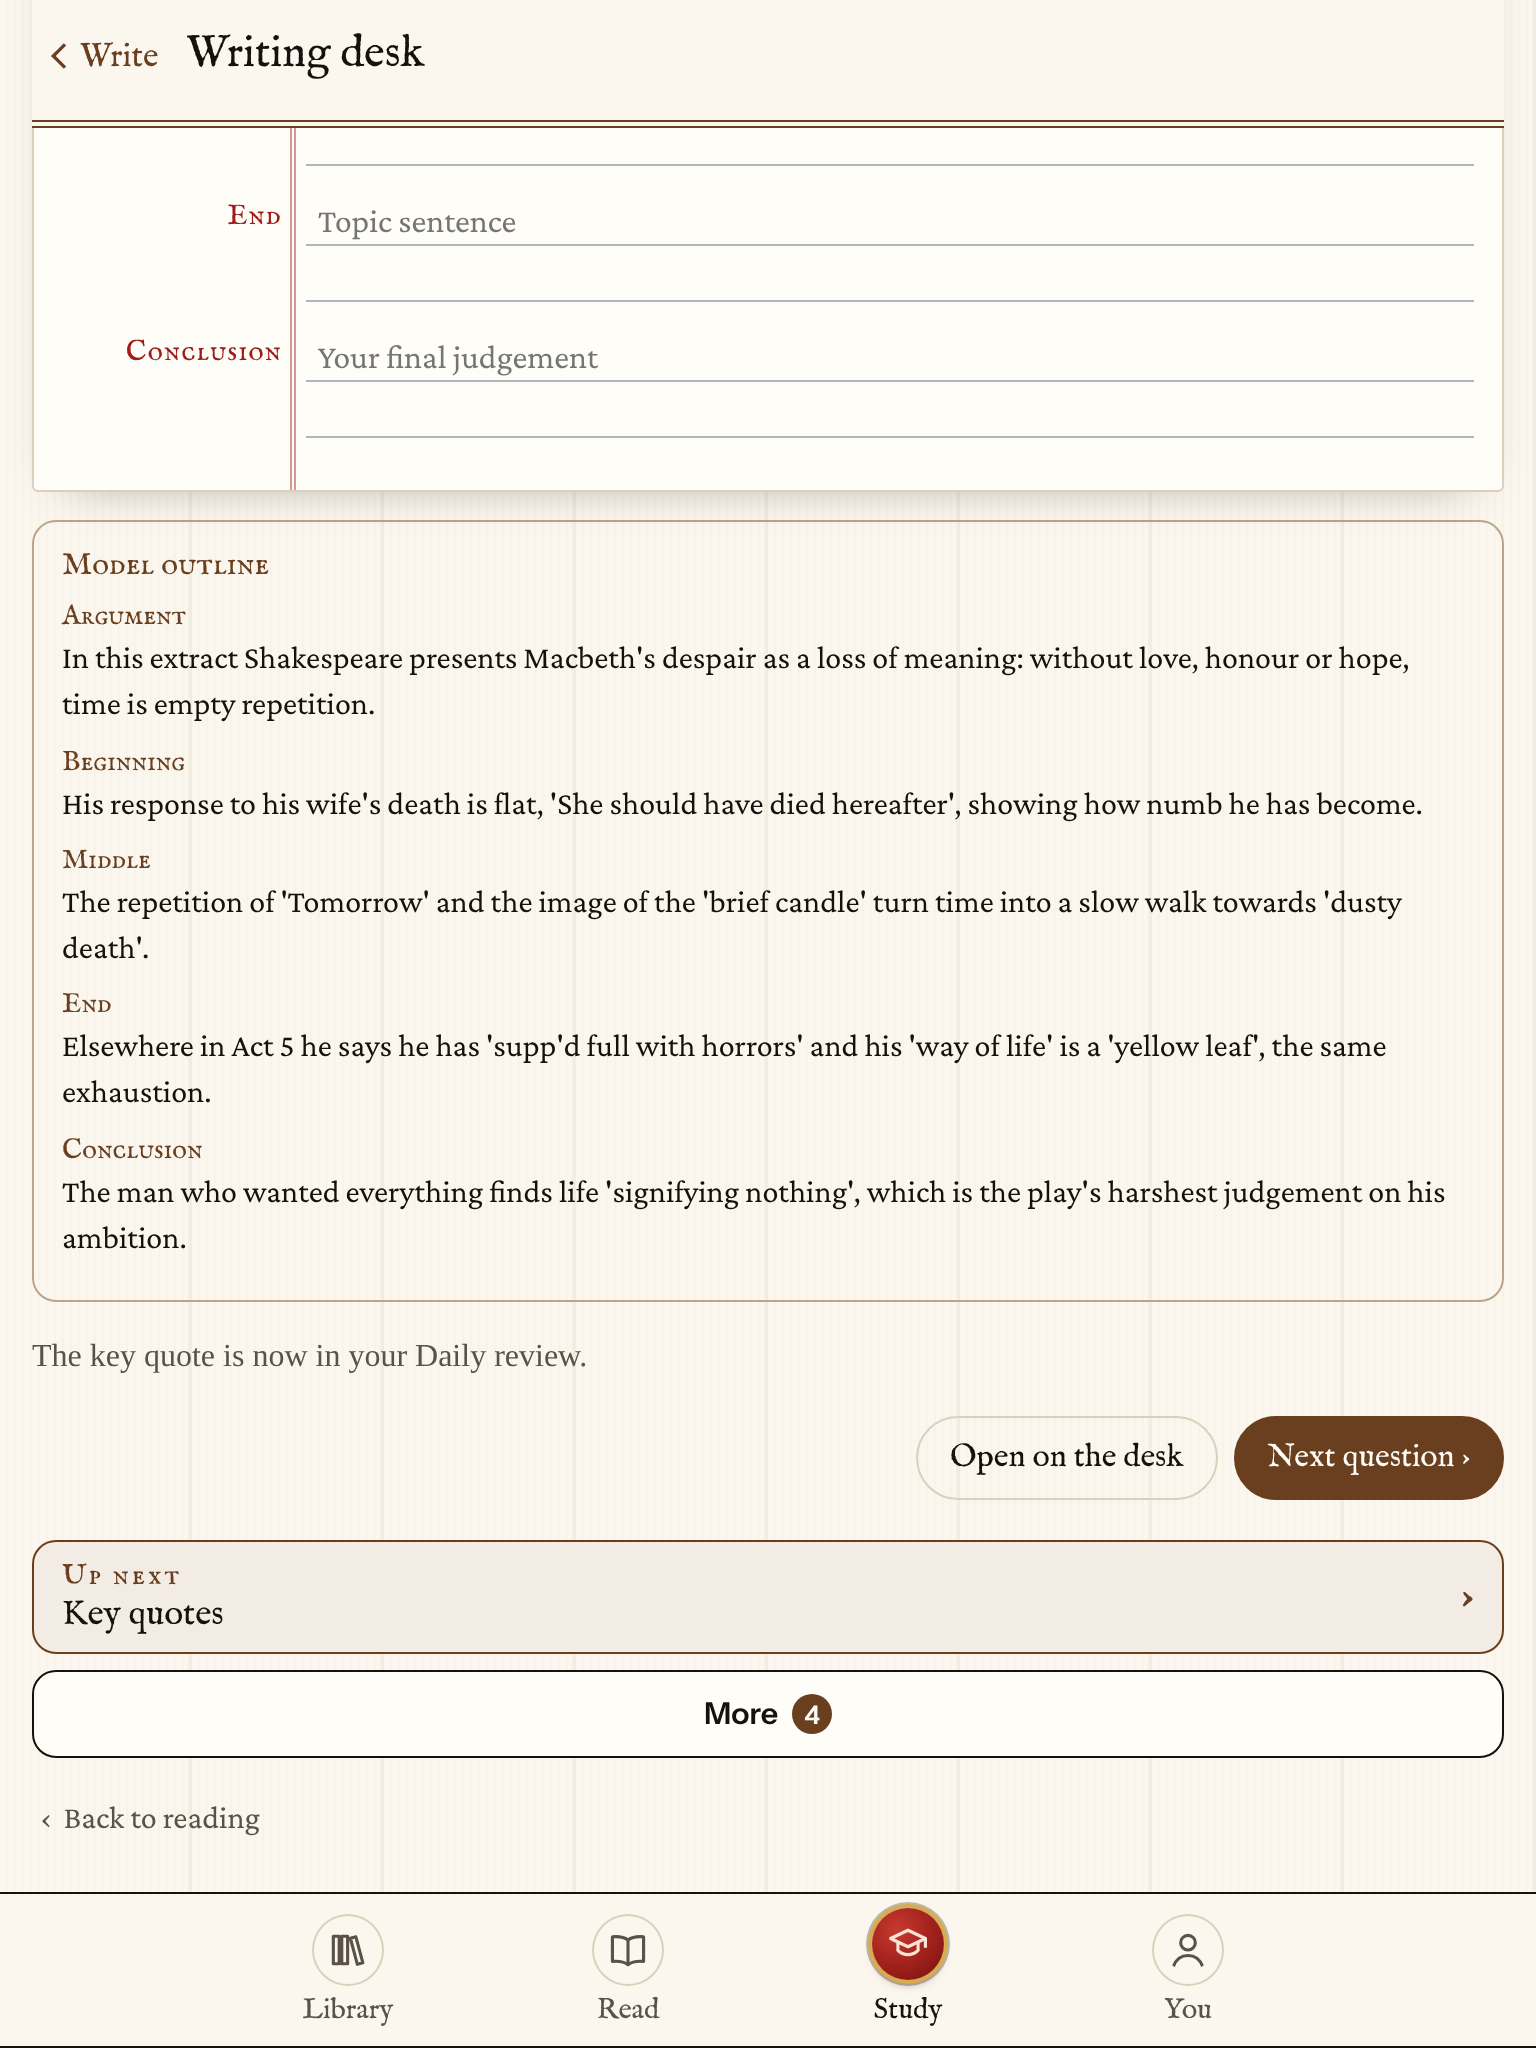 Write Writing desk
End
Topic sentence
Conclusion
Your final judgement
Model outline
Argument
In this extract Shakespeare presents Macbeth's despair as a loss of meaning: without love, honour or hope,
time is empty repetition.
Beginning
His response to his wife's death is flat, 'She should have died hereafter', showing how numb he has become.
Middle
The repetition of 'Tomorrow' and the image of the 'brief candle' turn time into a slow walk towards 'dusty
death'.
End
Elsewhere in Act 5 he says he has 'supp'd full with horrors' and his 'way of life' is a 'yellow leaf', the same
exhaustion.
Conclusion
The man who wanted everything finds life 'signifying nothing', which is the play's harshest judgement on his
ambition.
The key quote is now in your Daily review.
Open on the desk
Next question ›
Up next
Key quotes
›
More 4
‹ Back to reading
Library
Read
Study
You